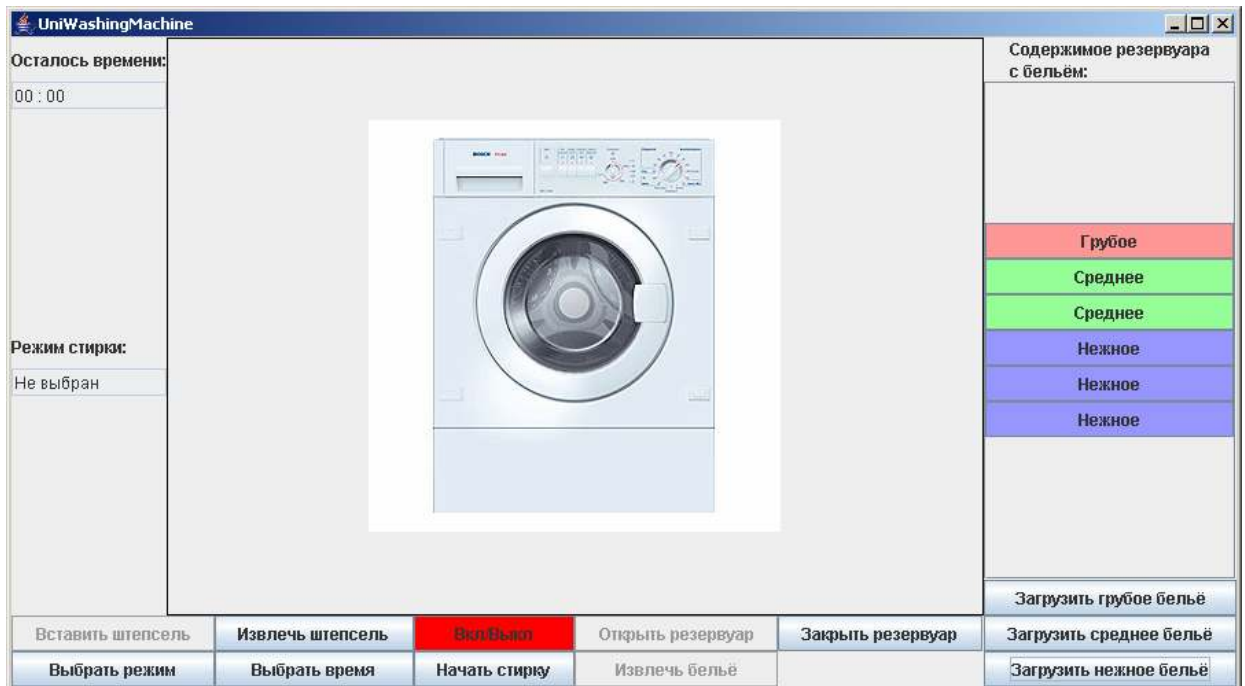 UniWashingMachine
Осталось времени:
00 : 00
Режим стирки:
Не выбран
BOSCH
Содержимое резервуара
с бельём:
Грубое
Среднее
Среднее
Нежное
Нежное
Нежное
Загрузить грубое бельё
Вставить штепсель
Извлечь штепсель
Вкл/Выкл
Открыть резервуар
Закрыть резервуар
Загрузить среднее бельё
Выбрать режим
Выбрать время
Начать стирку
Извлечь бельё
Загрузить нежное бельё